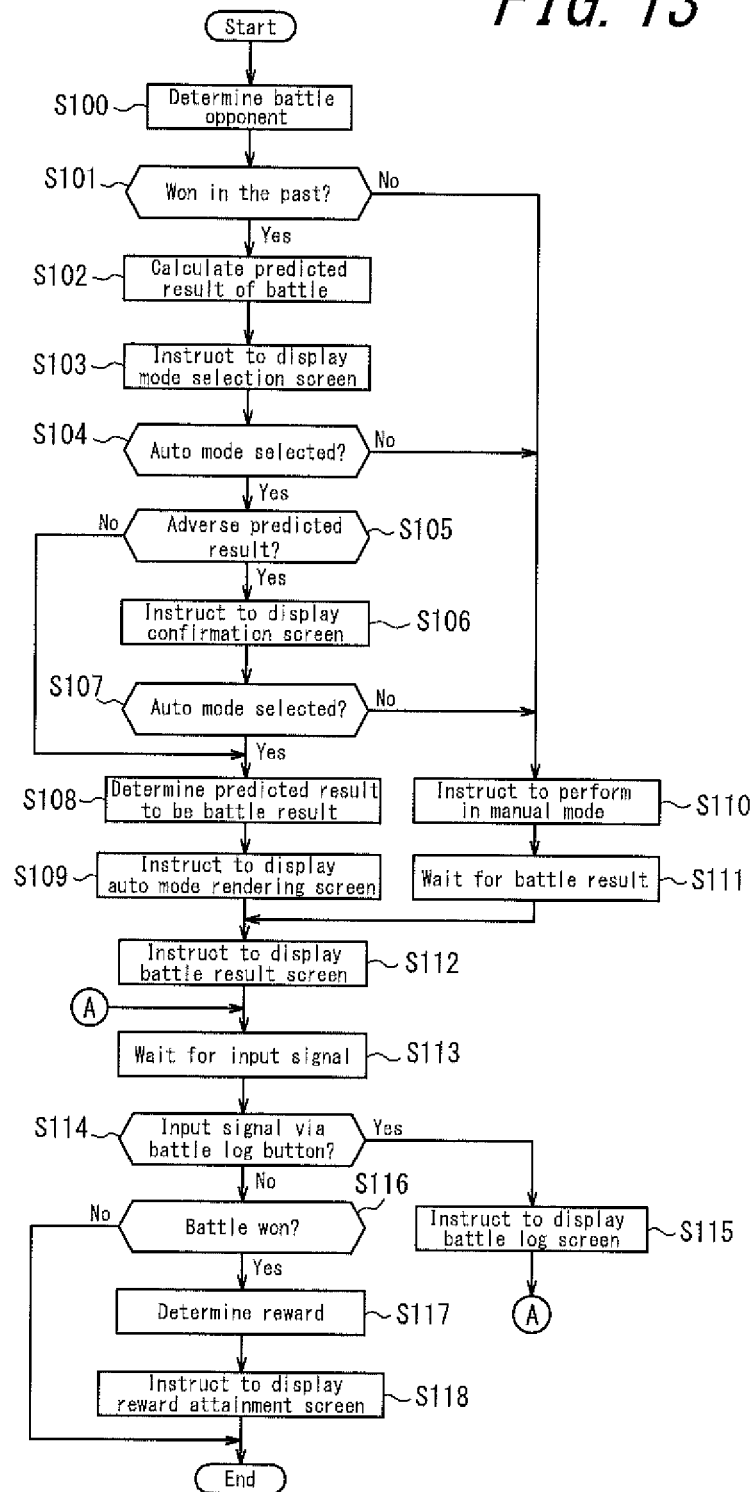 FIG. 13
Start
S100
Determine battle
opponent
S101
Won in the past?
No
Yes
S102
Calculate predicted
result of battle
S103
Instruct to display
mode selection screen
S104
Auto mode selected?
No
Yes
No
Adverse predicted
result?
S105
Yes
Instruct to display
confirmation screen
S106
S107
Auto mode selected?
No
Yes
S108
Determine predicted result
to be battle result
Instruct to perform
in manual mode
S110
S109
Instruct to display
auto mode rendering screen
Wait for battle result
S111
Instruct to display
battle result screen
S112
A
Wait for input signal
S113
S114
Input signal via
battle log button?
Yes
No
S116
No
Battle won?
Instruct to display
battle log screen
S115
Yes
Determine reward
S117
A
Instruct to display
reward attainment screen
S118
End